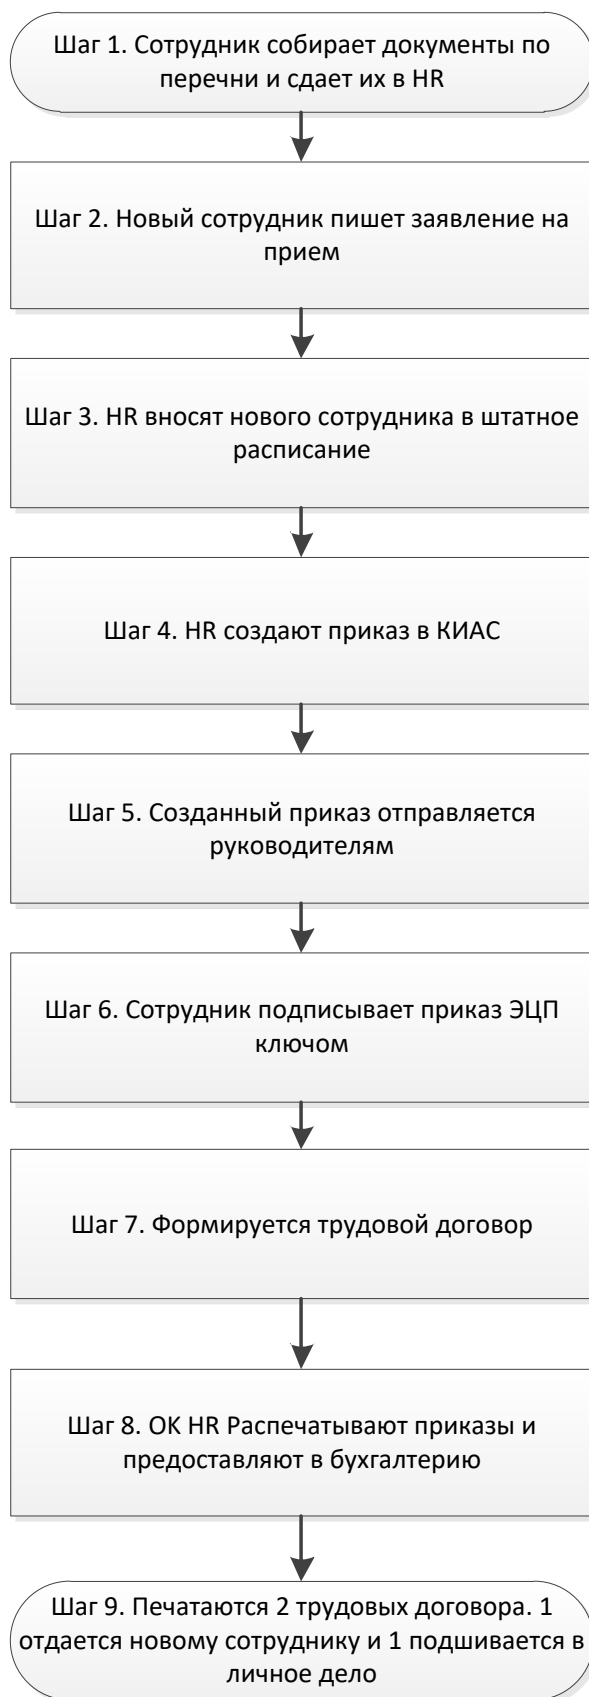 Шаг 1. Сотрудник собирает документы по
перечни и сдает их в HR
Шаг 2. Новый сотрудник пишет заявление на
прием
Шаг 3. HR вносят нового сотрудника в штатное
расписание
Шаг 4. HR создают приказ в КИАС
Шаг 5. Созданный приказ отправляется
руководителям
Шаг 6. Сотрудник подписывает приказ ЭЦП
ключом
Шаг 7. Формируется трудовой договор
Шаг 8. ОК HR Распечатывают приказы и
предоставляют в бухгалтерию
Шаг 9. Печатаются 2 трудовых договора. 1
отдается новому сотруднику и 1 подшивается в
личное дело